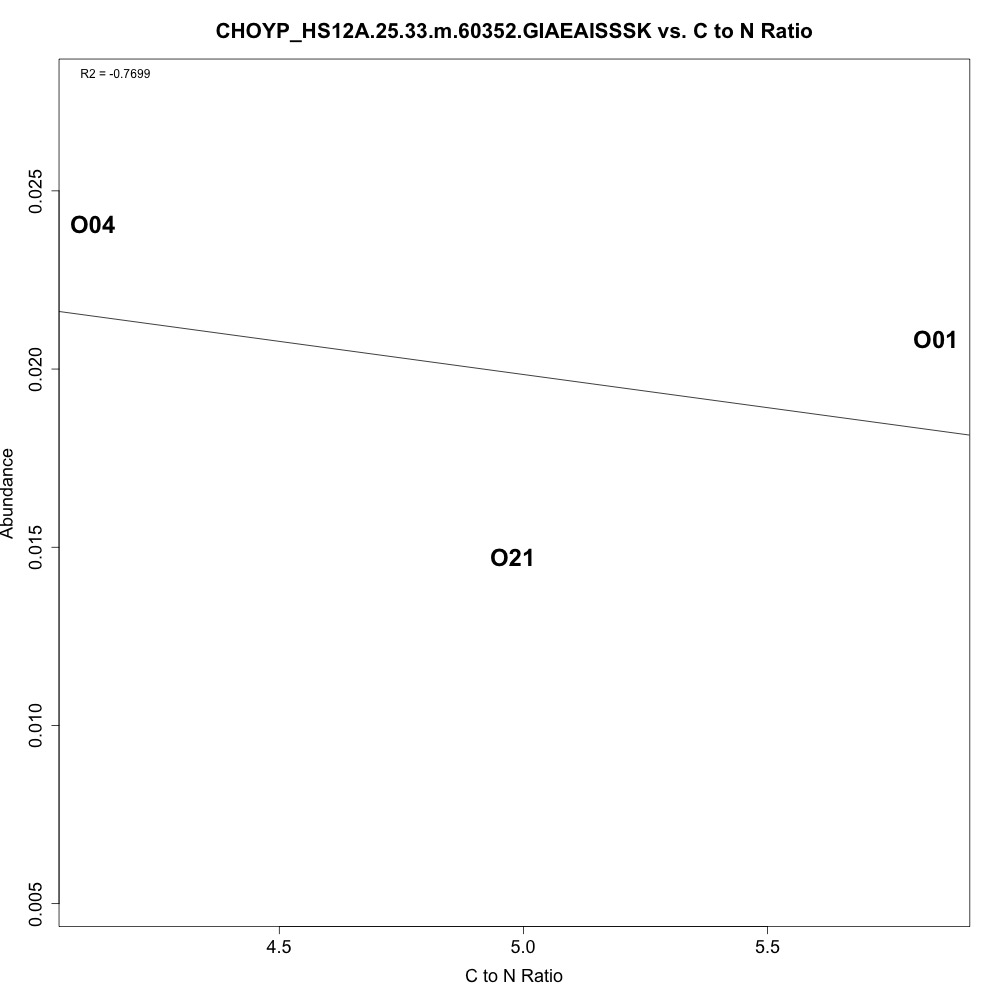 CHOYP_HS12A.25.33.m.60352.GIAEAISSSK vs. C to N Ratio
R2 = -0.7699
0.025
O04
O01
0.020
Abundance
0.015
O21
0.010
0.005
4.5 5.0 5.5
C to N Ratio